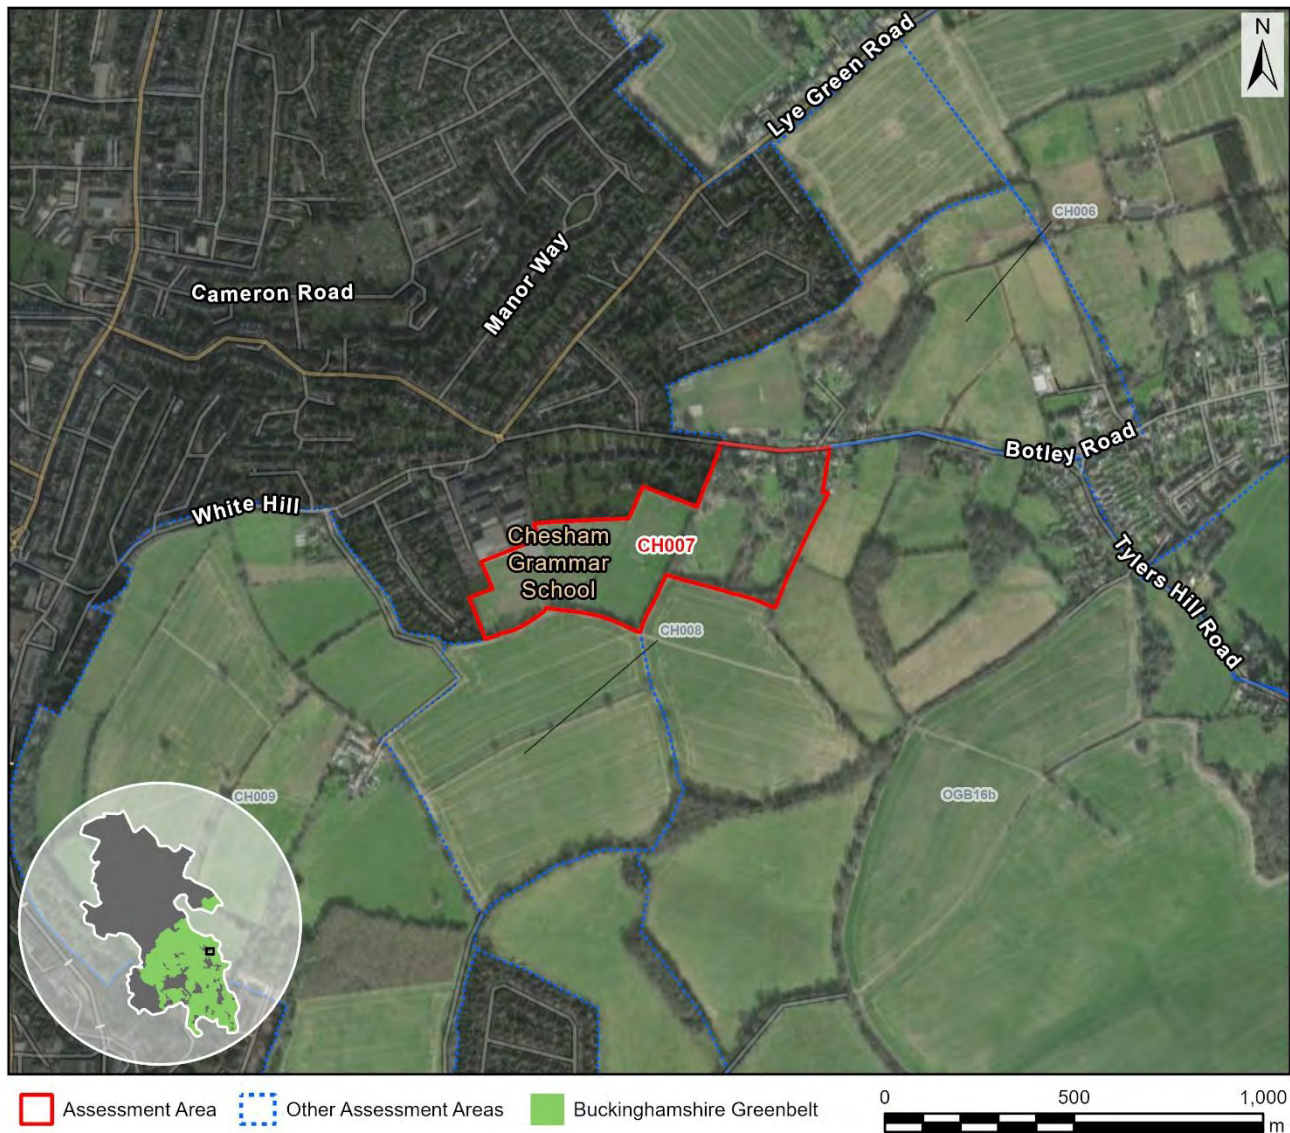 N
Lye Green Road
CH006
Manor Way
Cameron Road
Botley Road
White Hill
Chesham
Grammar
School
CH007
Tylers Hill Road
CH008
CH009
OGB16b
Assessment Area
Other Assessment Areas
Buckinghamshire Greenbelt
0 500 1,000
m